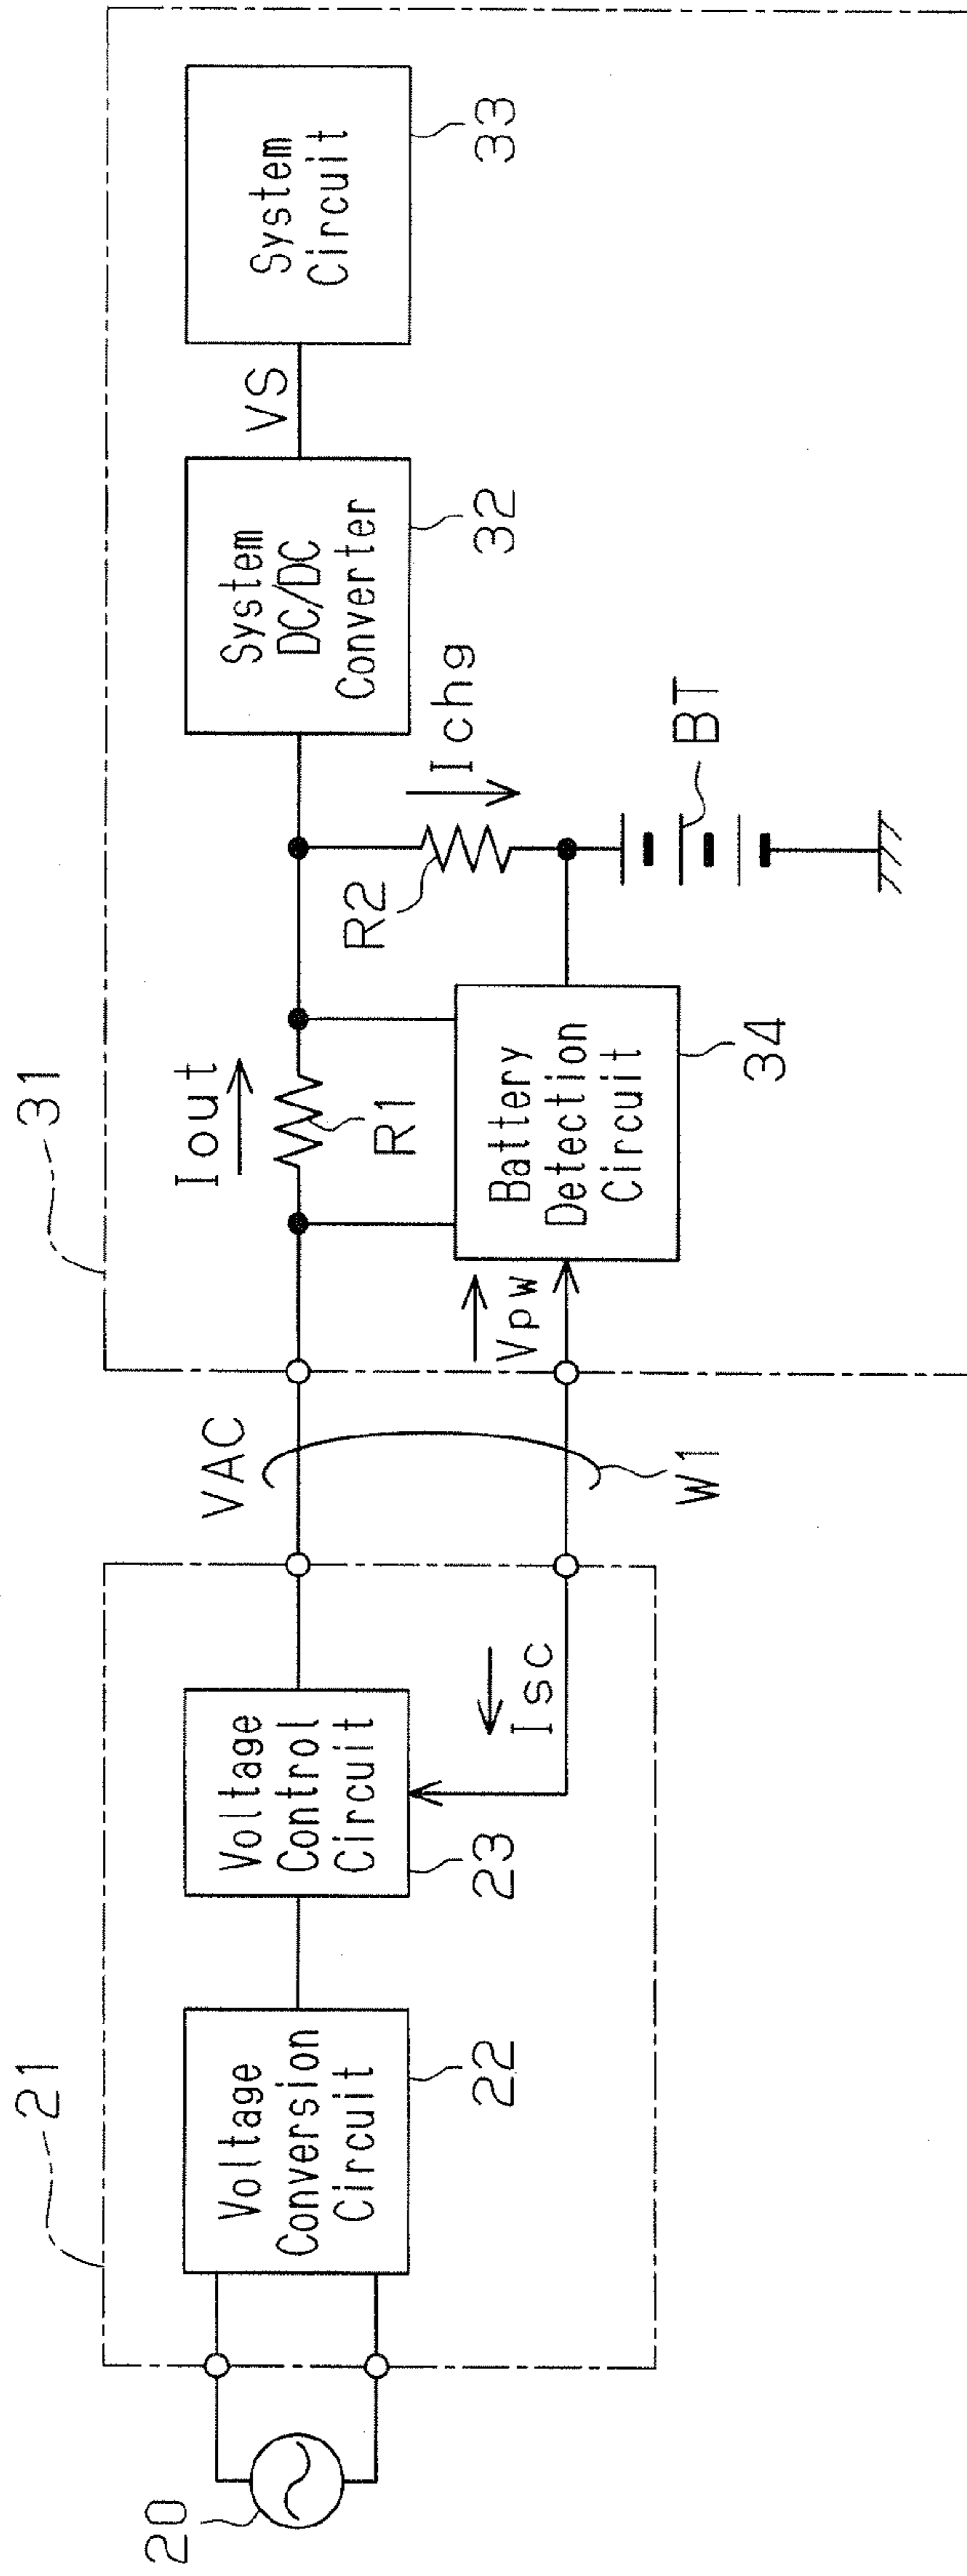 21
31
20
Voltage
Conversion
Circuit
22
Voltage
Control
Circuit
23
Isc
VAC
W1
Vpw
Iout
R1
Battery
Detection
Circuit
34
R2
Ichg
BT
System
DC/DC
Converter
32
VS
System
Circuit
33